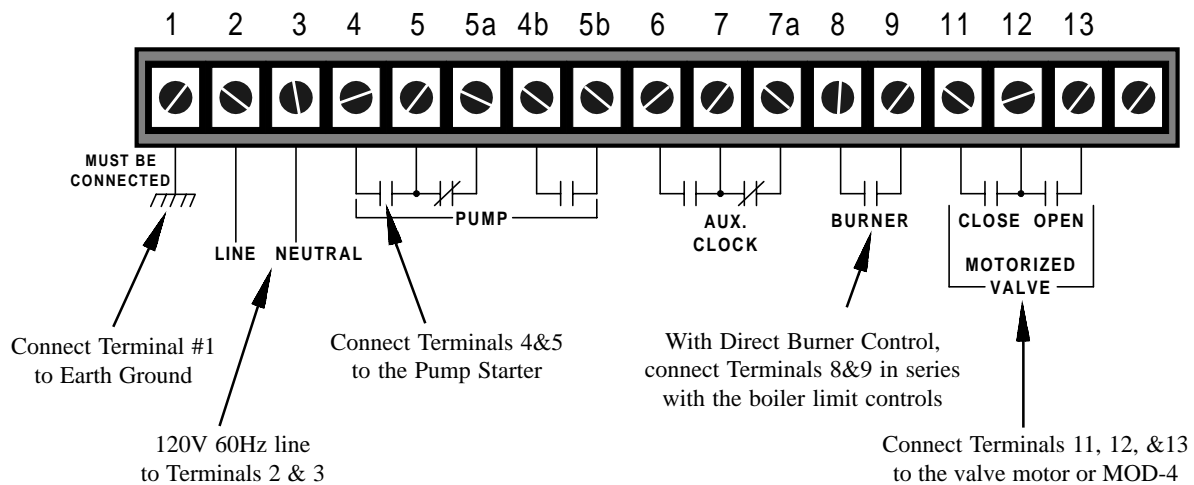 1 2 3 4 5 5a 4b 5b 6 7 7a 8 9 11 12 13
MUST BE
CONNECTED
LINE NEUTRAL
PUMP
AUX.
CLOCK
BURNER
CLOSE OPEN
MOTORIZED
VALVE
Connect Terminal #1
to Earth Ground
120V 60Hz line
to Terminals 2 & 3
Connect Terminals 4&5
to the Pump Starter
With Direct Burner Control,
connect Terminals 8&9 in series
with the boiler limit controls
Connect Terminals 11, 12, &13
to the valve motor or MOD-4